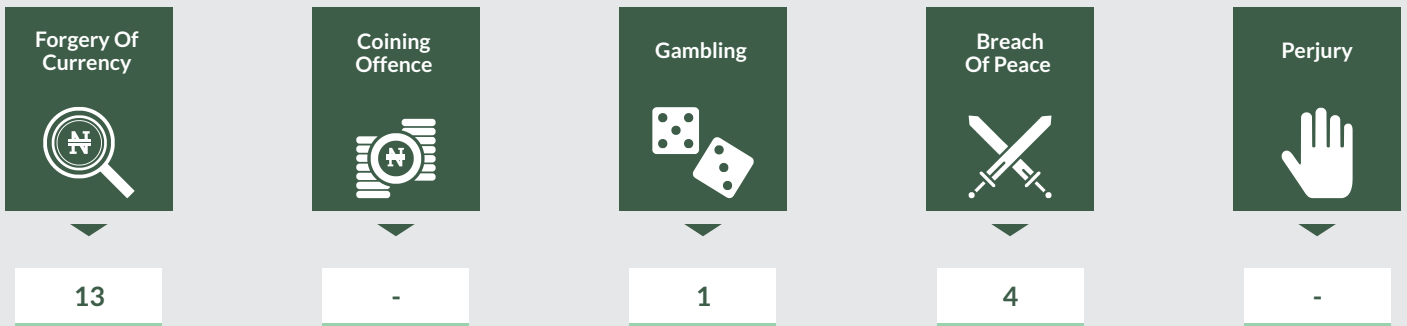 Forgery Of
Currency
₦
13
Coining
Offence
₦
-
Gambling
1
Breach
Of Peace
4
Perjury
-